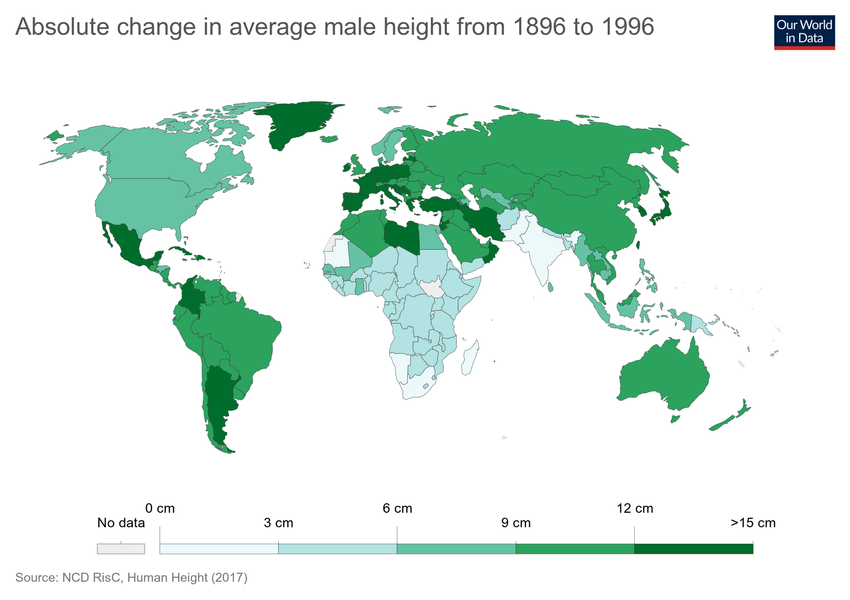 Absolute change in average male height from 1896 to 1996
Our World
in Data
0 cm
6 cm
12 cm
No data
3 cm
9 cm
>15 cm
Source: NCD RisC, Human Height (2017)